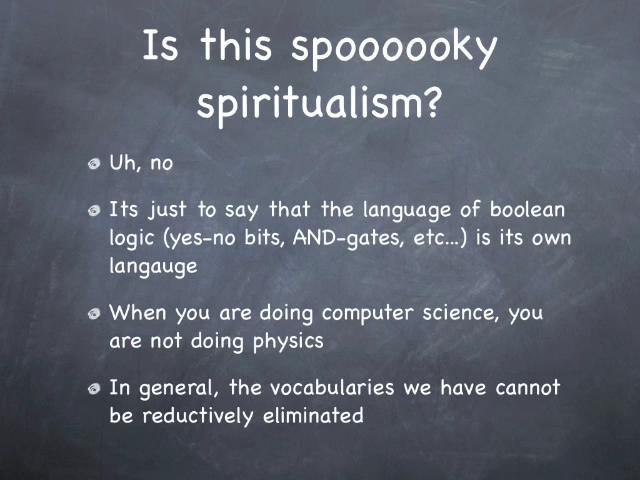 Is this spoooooky
spiritualism?
Uh, no
Its just to say that the language of boolean
logic (yes-no bits, AND-gates, etc...) is its own
langauge
When you are doing computer science, you
are not doing physics
In general, the vocabularies we have cannot
be reductively eliminated